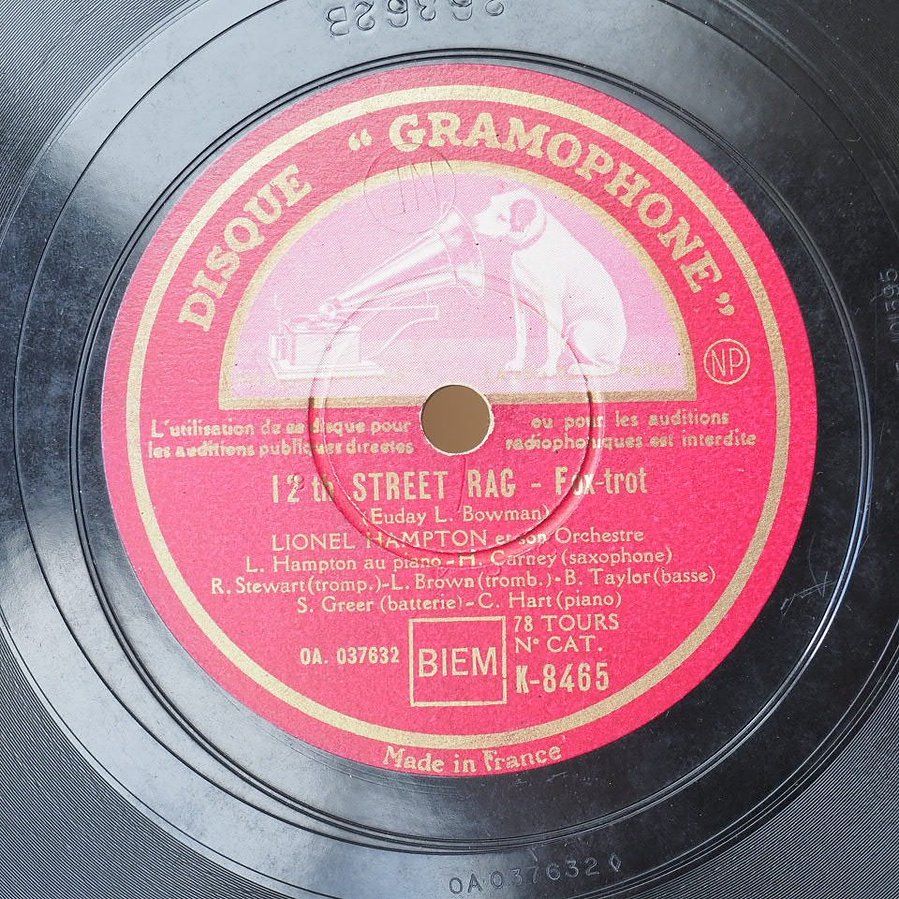 DISQUE “GRAMOPHONE”
NP
L'utilisation de ce disque pour ou pour les auditions
les auditions publiques directes radiophoniques est interdite
12th STREET RAG - Fox-trot
(Euday L. Bowman)
LIONEL HAMPTON et son Orchestre
L. Hampton au piano-H. Carney (saxophone)
R. Stewart (tromp.)-L. Brown (tromb.)-B. Taylor (basse)
S. Greer (batterie)-C. Hart (piano)
OA. 037632
BIEM
78 TOURS
N° CAT.
K-8465
Made in France
OA 037632